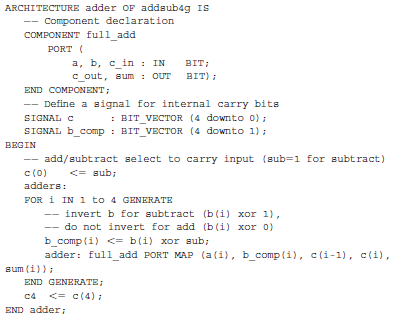 ARCHITECTURE adder OF addsub4g IS
—— Component declaration
COMPONENT full_add
PORT (
a, b, c_in : IN BIT;
c_out, sum : OUT BIT);
END COMPONENT;
—— Define a signal for internal carry bits
SIGNAL c : BIT_VECTOR (4 downto 0);
SIGNAL b_comp : BIT_VECTOR (4 downto 1);
BEGIN
—— add/subtract select to carry input (sub=1 for subtract)
c(0) <= sub;
adders:
FOR i IN 1 to 4 GENERATE
—— invert b for subtract (b(i) xor 1),
—— do not invert for add (b(i) xor 0)
b_comp(i) <= b(i) xor sub;
adder: full_add PORT MAP (a(i), b_comp(i), c(i-1), c(i),
sum(i));
END GENERATE;
c4 <= c(4);
END adder;